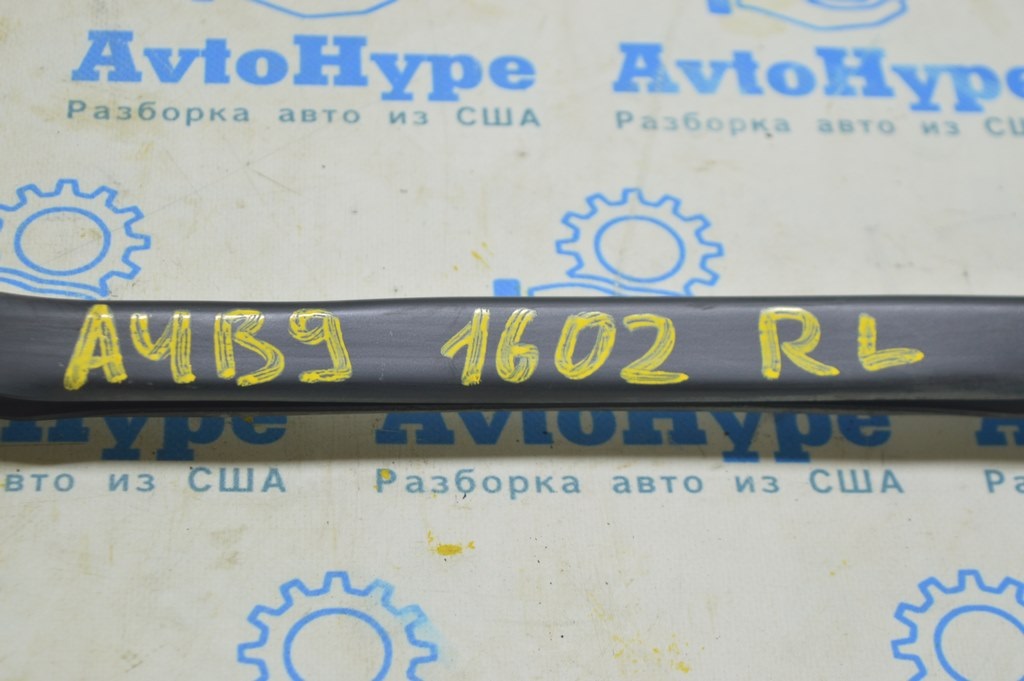 AvtoHype AvtoHype
Разборка авто из США Разборка авто из
A4B9 1602 RL
AvtoHype
вто из США Разборка авто из США